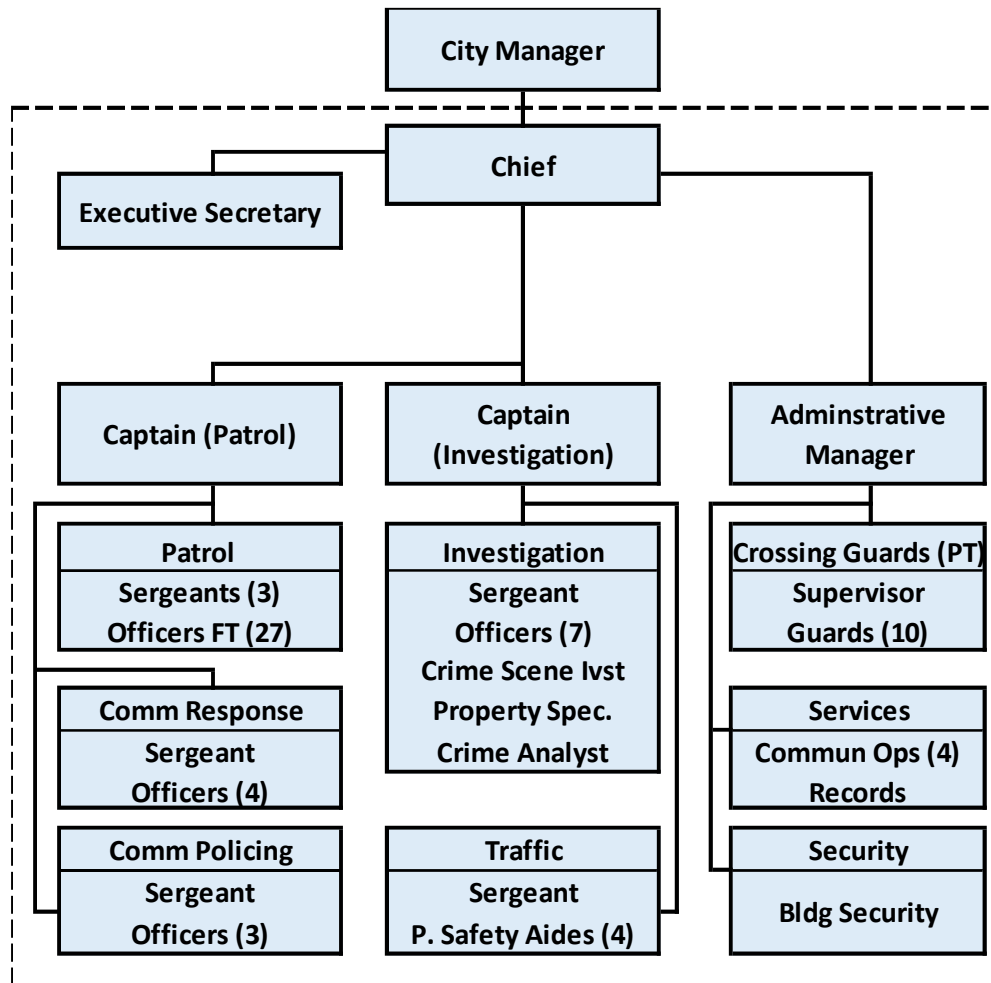 City Manager
Chief
Executive Secretary
Captain (Patrol)
Captain
(Investigation)
Adminstrative
Manager
Patrol
Sergeants (3)
Officers FT (27)
Investigation
Sergeant
Officers (7)
Crime Scene Ivst
Property Spec.
Crime Analyst
Crossing Guards (PT)
Supervisor
Guards (10)
Comm Response
Sergeant
Officers (4)
Services
Commun Ops (4)
Records
Comm Policing
Sergeant
Officers (3)
Traffic
Sergeant
P. Safety Aides (4)
Security
Bldg Security